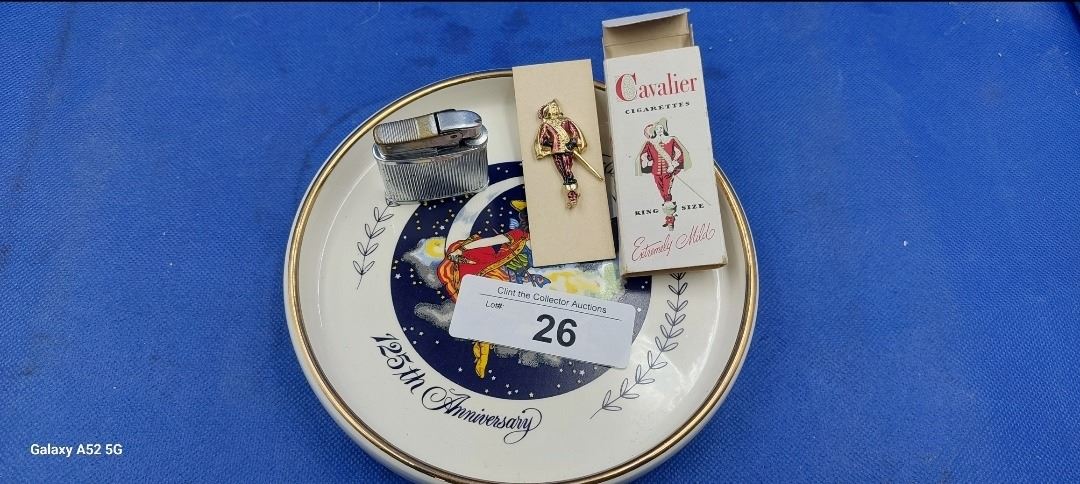 Cavalier
CIGARETTES
KING SIZE
Extremely Mild
Clint the Collector Auctions
Lot#:
26
125th Anniversary
Galaxy A52 5G